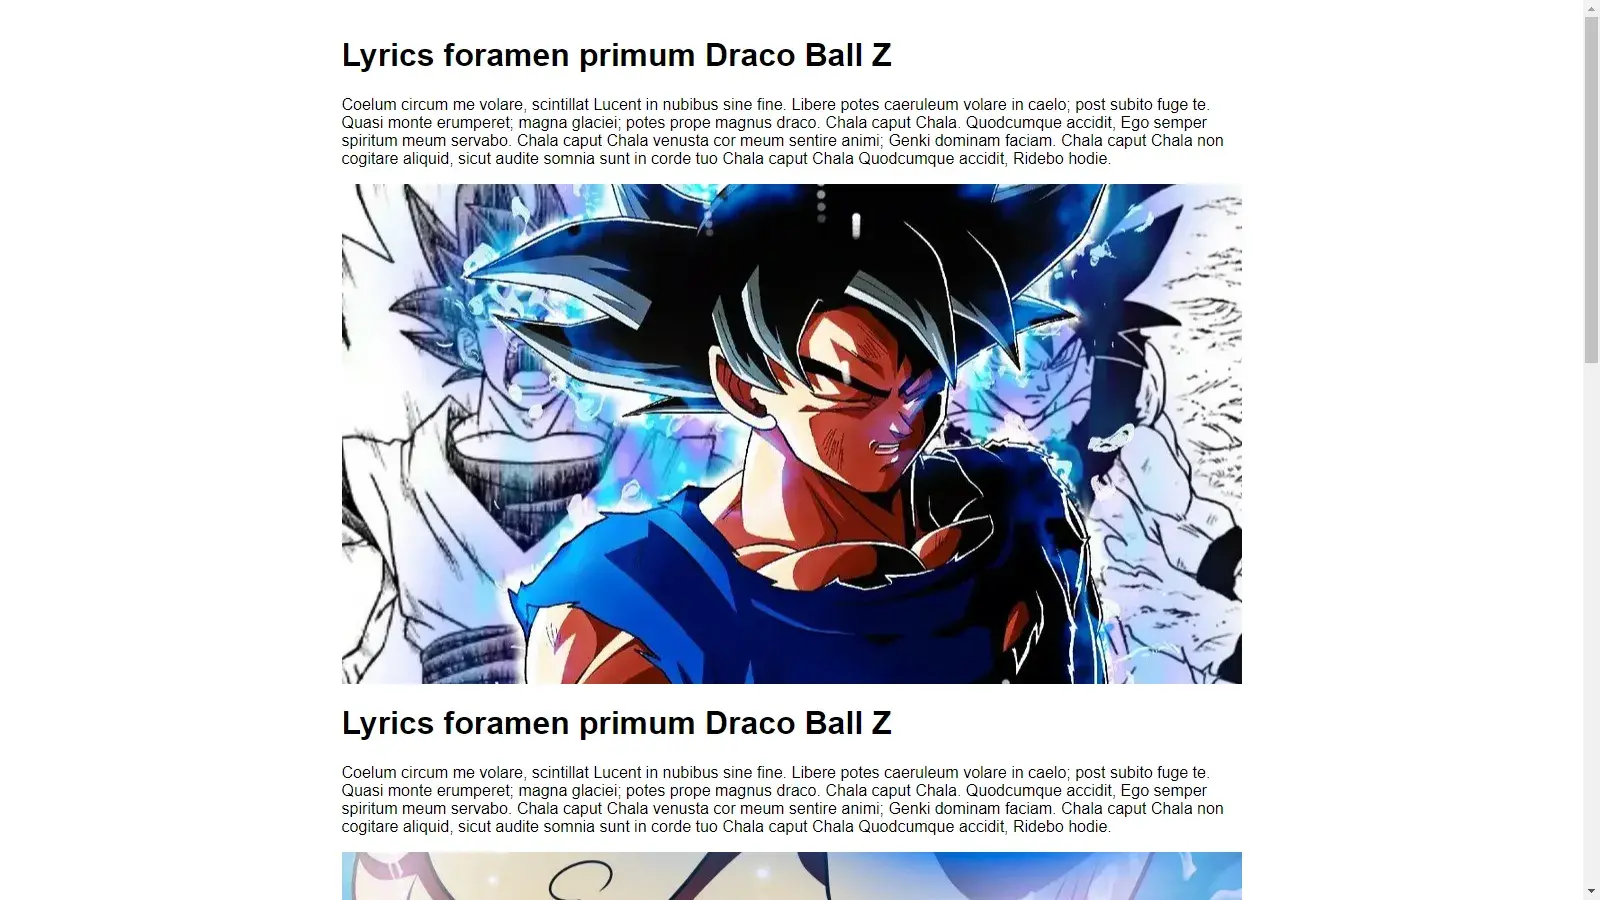 Lyrics foramen primum Draco Ball Z
Coelum circum me volare, scintillat Lucent in nubibus sine fine. Libere potes caeruleum volare in caelo; post subito fuge te.
Quasi monte erumperet; magna glaciei; potes prope magnus draco. Chala caput Chala. Quodcumque accidit, Ego semper
spiritum meum servabo. Chala caput Chala venusta cor meum sentire animi; Genki dominam faciam. Chala caput Chala non
cogitare aliquid, sicut audite somnia sunt in corde tuo Chala caput Chala Quodcumque accidit, Ridebo hodie.
Lyrics foramen primum Draco Ball Z
Coelum circum me volare, scintillat Lucent in nubibus sine fine. Libere potes caeruleum volare in caelo; post subito fuge te.
Quasi monte erumperet; magna glaciei; potes prope magnus draco. Chala caput Chala. Quodcumque accidit, Ego semper
spiritum meum servabo. Chala caput Chala venusta cor meum sentire animi; Genki dominam faciam. Chala caput Chala non
cogitare aliquid, sicut audite somnia sunt in corde tuo Chala caput Chala Quodcumque accidit, Ridebo hodie.